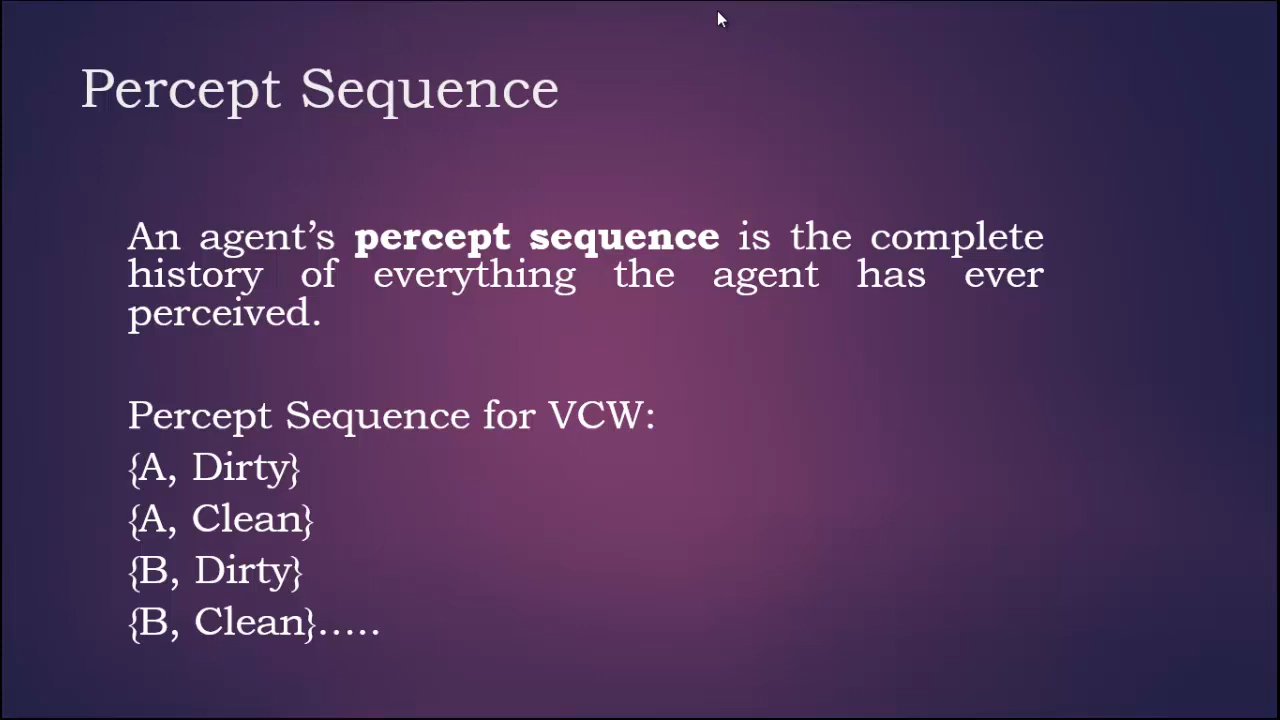 Percept Sequence
An agent’s percept sequence is the complete
history of everything the agent has ever
perceived.
Percept Sequence for VCW:
{A, Dirty}
{A, Clean}
{B, Dirty}
{B, Clean}.....